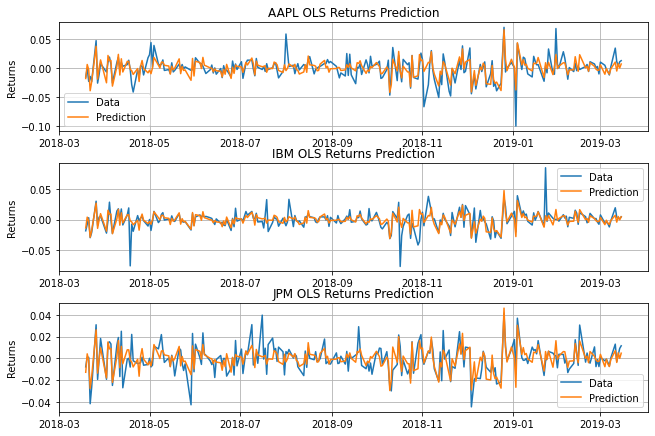 AAPL OLS Returns Prediction
0.05
0.00
−0.05
−0.10
Returns
Data
Prediction
2018-03 2018-05 2018-07 2018-09 2018-11 2019-01 2019-03
IBM OLS Returns Prediction
0.05
0.00
−0.05
Returns
Data
Prediction
2018-03 2018-05 2018-07 2018-09 2018-11 2019-01 2019-03
JPM OLS Returns Prediction
0.04
0.02
0.00
−0.02
−0.04
Returns
Data
Prediction
2018-03 2018-05 2018-07 2018-09 2018-11 2019-01 2019-03